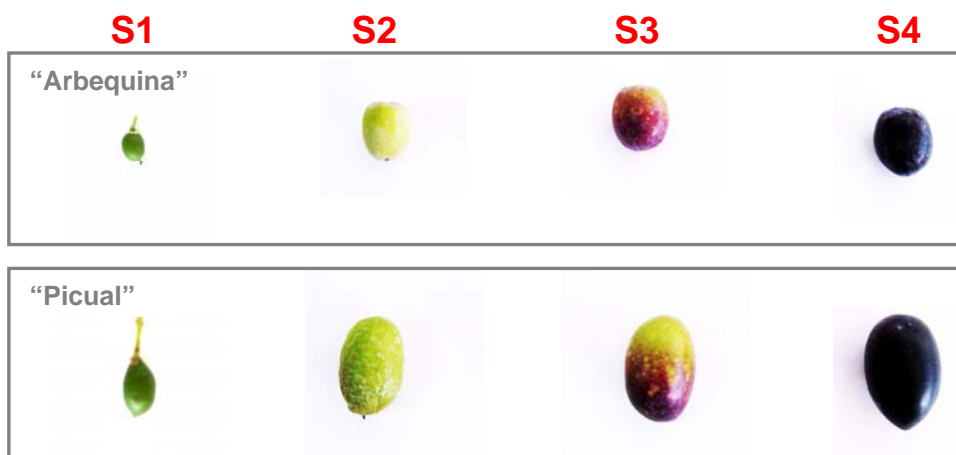 S1 S2 S3 S4
“Arbequina”
“Picual”